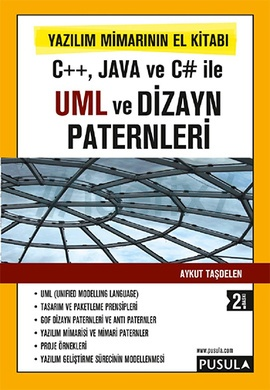 YAZILIM MİMARININ EL KİTABI
C++, JAVA ve C# ile
UML ve DİZAYN
PATERNLERİ
AYKUT TAŞDELEN
• UML (UNIFIED MODELLING LANGUAGE)
• TASARIM VE PAKETLEME PRENSİPLERİ
• GOF DİZAYN PATERNLERİ VE ANTI PATERNLER
• YAZILIM MİMARİSİ VE MİMARİ PATERNLER
• PROJE ÖRNEKLERİ
• YAZILIM GELİŞTİRME SÜRECİNİN MODELLENMESİ
2.
www.pusula.com
PUSULA